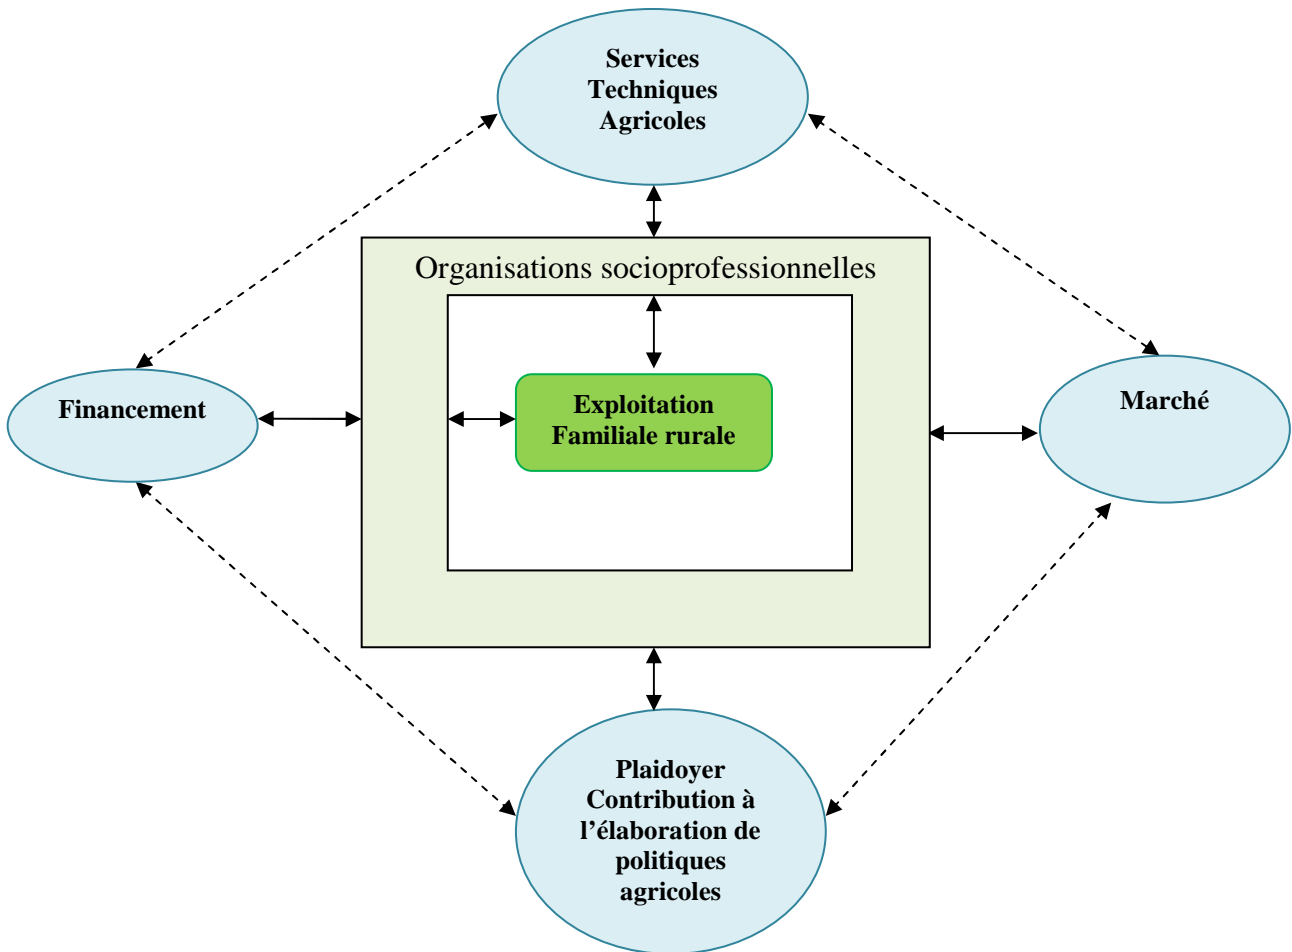 Services
Techniques
Agricoles
Organisations socioprofessionnelles
Financement
Exploitation
Familiale rurale
Marché
Plaidoyer
Contribution à
l’élaboration de
politiques
agricoles